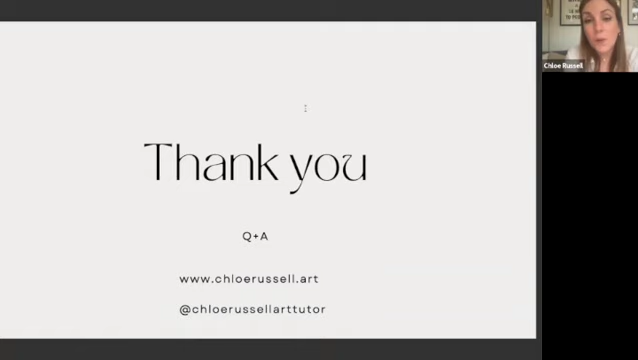 Chloe Russell
Thank you
Q+A
www.chloerussell.art
@chloerussellarttutor